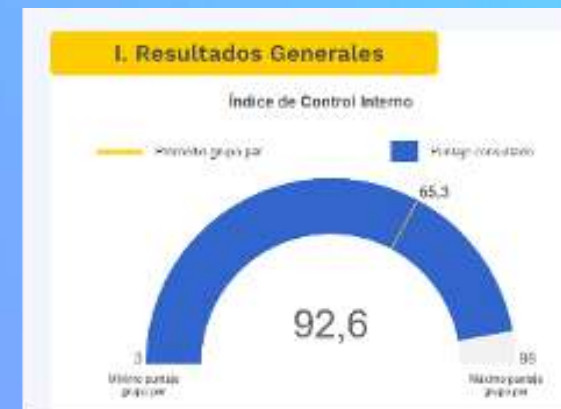 I. Resultados Generales
Índice de Control Interno
Promedio grupo par
Puntaje consultado
65,3
92,6
3
98
Mínimo puntaje
grupo par
Máximo puntaje
grupo par